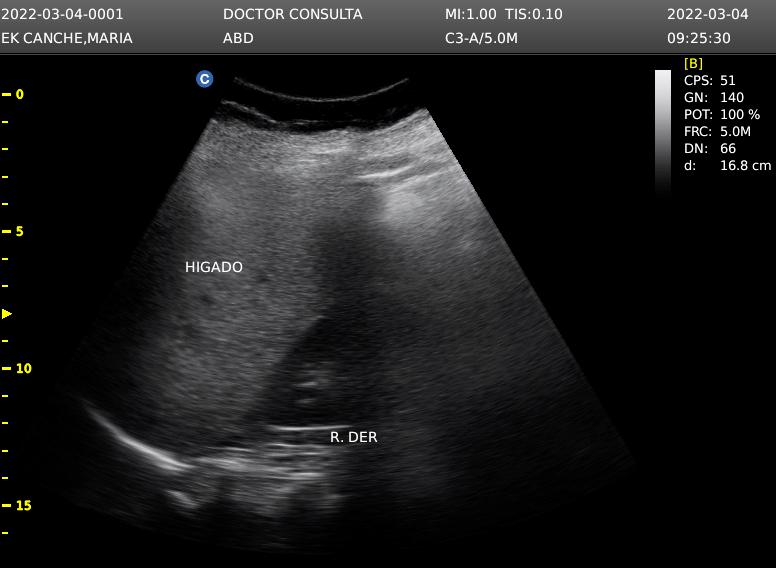 2022-03-04-0001 DOCTOR CONSULTA MI:1.00 TIS:0.10 2022-03-04
EK CANCHE,MARIA ABD C3-A/5.0M 09:25:30
C
[B]
CPS: 51
GN: 140
POT: 100 %
FRC: 5.0M
DN: 66
d: 16.8 cm
0
5
HIGADO
10
R. DER
15